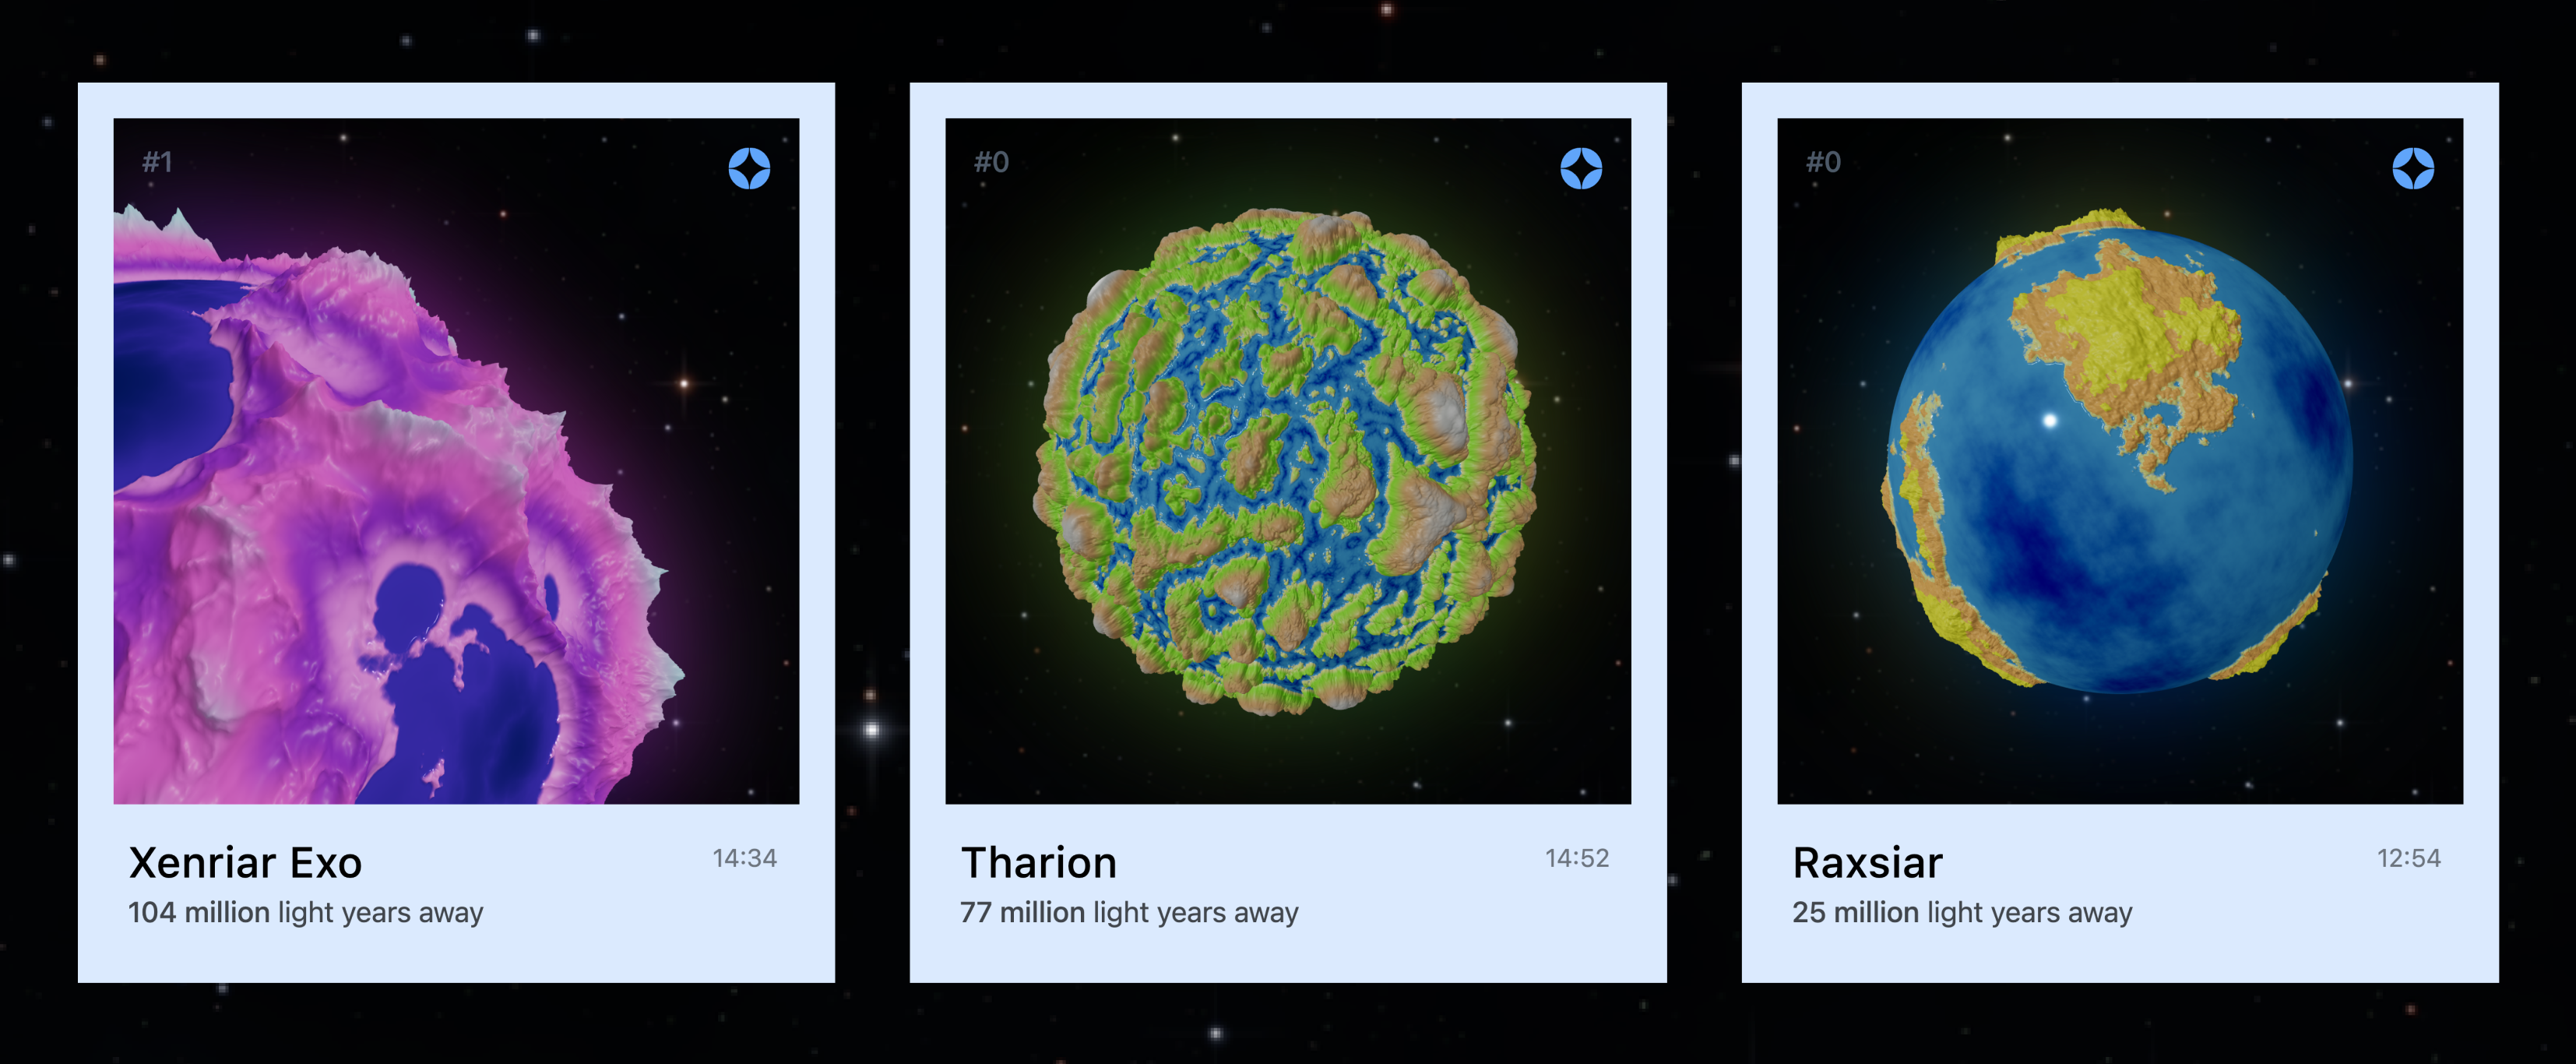 #1
Xenriar Exo
14:34
104 million light years away
#0
Tharion
14:52
77 million light years away
#0
Raxsiar
12:54
25 million light years away